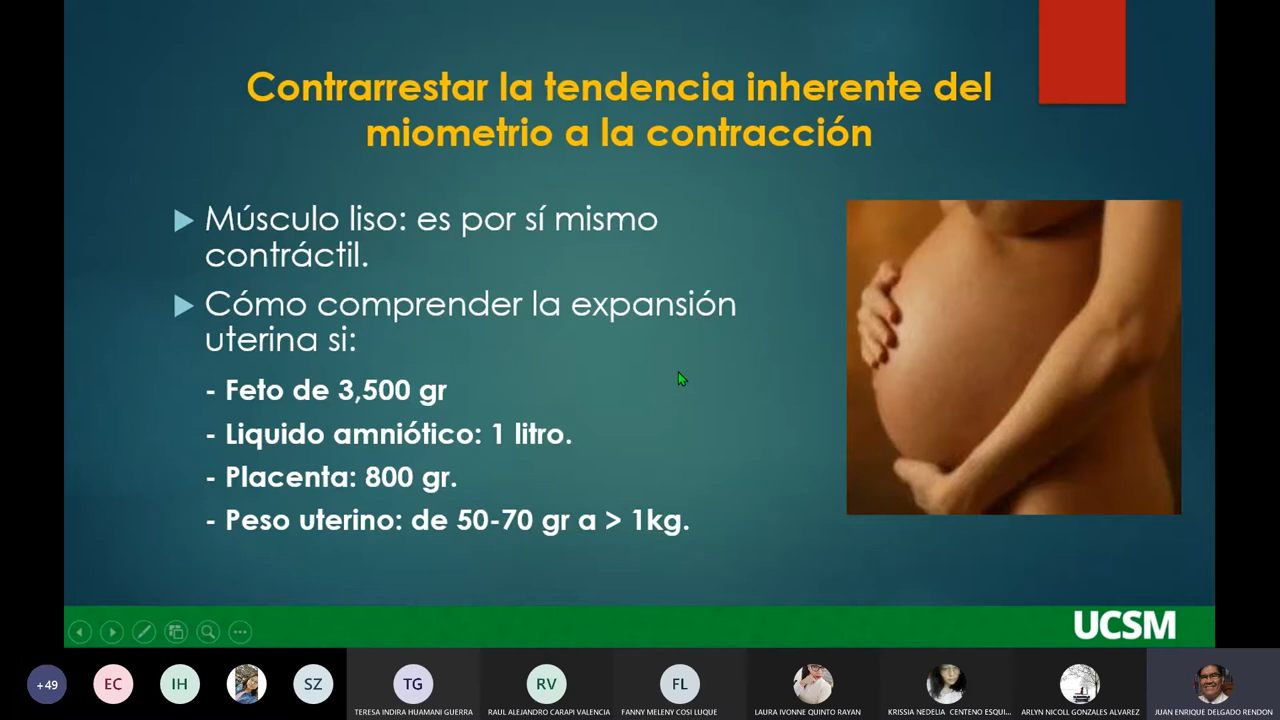 Contrarrestar la tendencia inherente del
miometrio a la contracción
Músculo liso: es por sí mismo
contráctil.
Cómo comprender la expansión
uterina si:
- Feto de 3,500 gr
- Liquido amniótico: 1 litro.
- Placenta: 800 gr.
- Peso uterino: de 50-70 gr a > 1kg.
UCSM
+49
EC
IH
SZ
TG
TERESA INDIRA HUAMANI GUERRA
RV
RAUL ALEJANDRO CARAPI VALENCIA
FL
FANNY MELENY COSI LUQUE
LAURA IVONNE QUINTO RAYAN
KRISSIA NEDELIA CENTENO ESQUI...
ARLYN NICOLL GONZALES ALVAREZ
JUAN ENRIQUE DELGADO RENDON